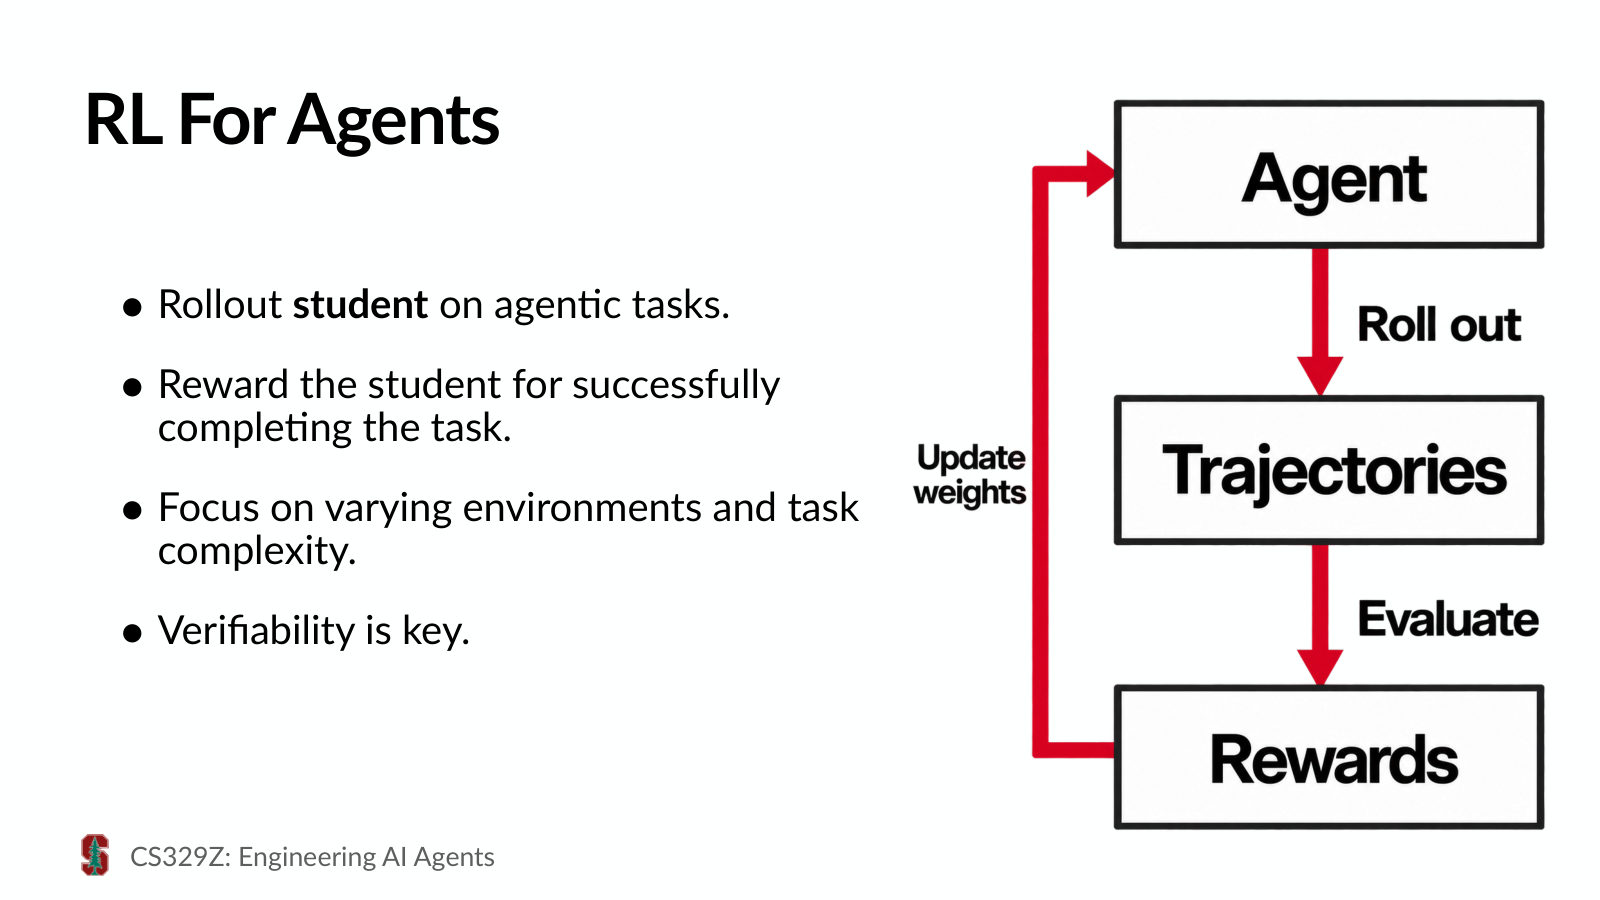 RL For Agents
● Rollout student on agentic tasks.
● Reward the student for successfully
completing the task.
● Focus on varying environments and task
complexity.
● Verifiability is key.
Agent
Roll out
Trajectories
Update
weights
Evaluate
Rewards
CS329Z: Engineering AI Agents